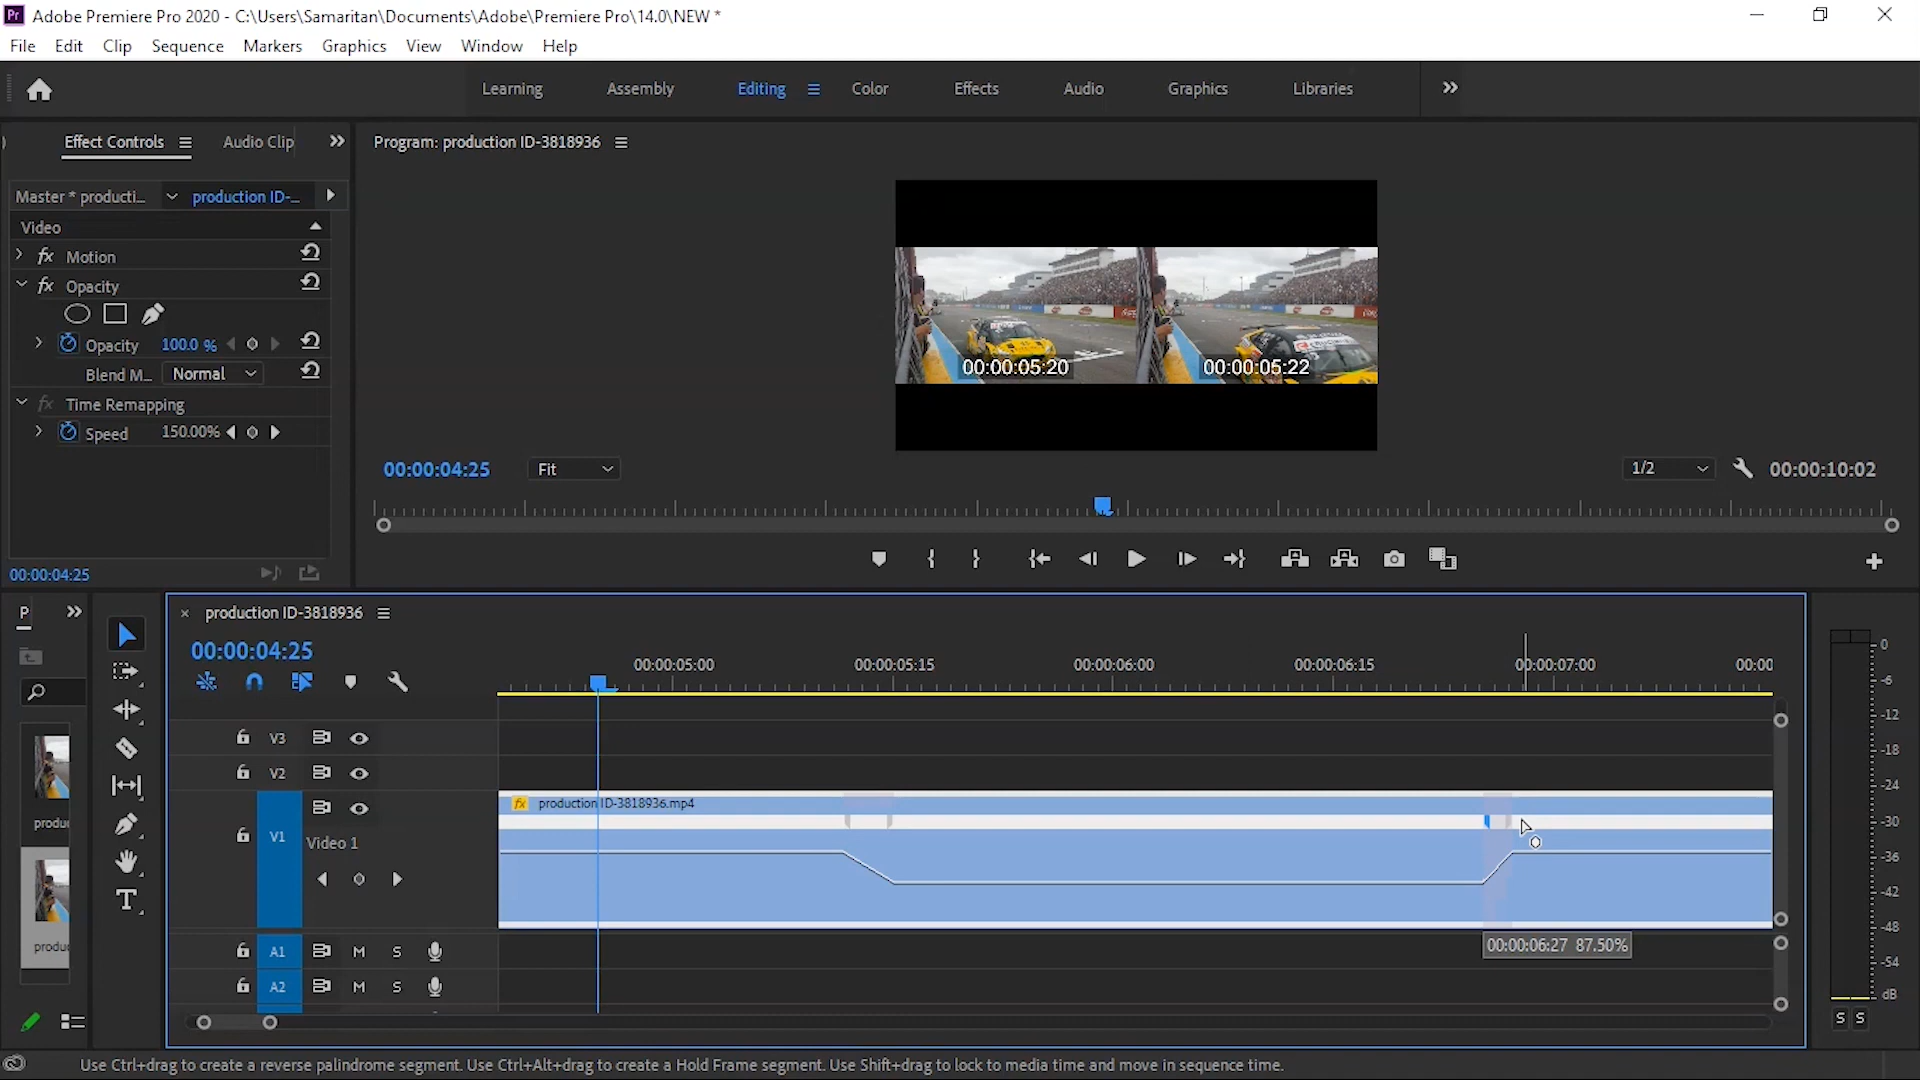 Pr Adobe Premiere Pro 2020 - C:\Users\Samaritan\Documents\Adobe\Premiere Pro\14.0\NEW *
File Edit Clip Sequence Markers Graphics View Window Help
Learning Assembly Editing Color Effects Audio Graphics Libraries
Effect Controls Audio Clip
Program: production ID-3818936
Master * producti... production ID-...
Video
fx Motion
fx Opacity
Opacity 100.0 %
Blend M... Normal
fx Time Remapping
Speed 150.00%
00:00:05:20 00:00:05:22
00:00:04:25 Fit 1/2 00:00:10:02
00:00:04:25
P
production ID-3818936
00:00:04:25
00:00:05:00 00:00:05:15 00:00:06:00 00:00:06:15 00:00:07:00 00:00
V3
V2
fx production ID-3818936.mp4
V1 Video 1
00:00:06:27 87.50%
A1 M S
A2 M S
produ
produ
T
0
-6
-12
-18
-24
-30
-36
-42
-48
-54
dB
S S
Use Ctrl+drag to create a reverse palindrome segment. Use Ctrl+Alt+drag to create a Hold Frame segment. Use Shift+drag to lock to media time and move in sequence time.